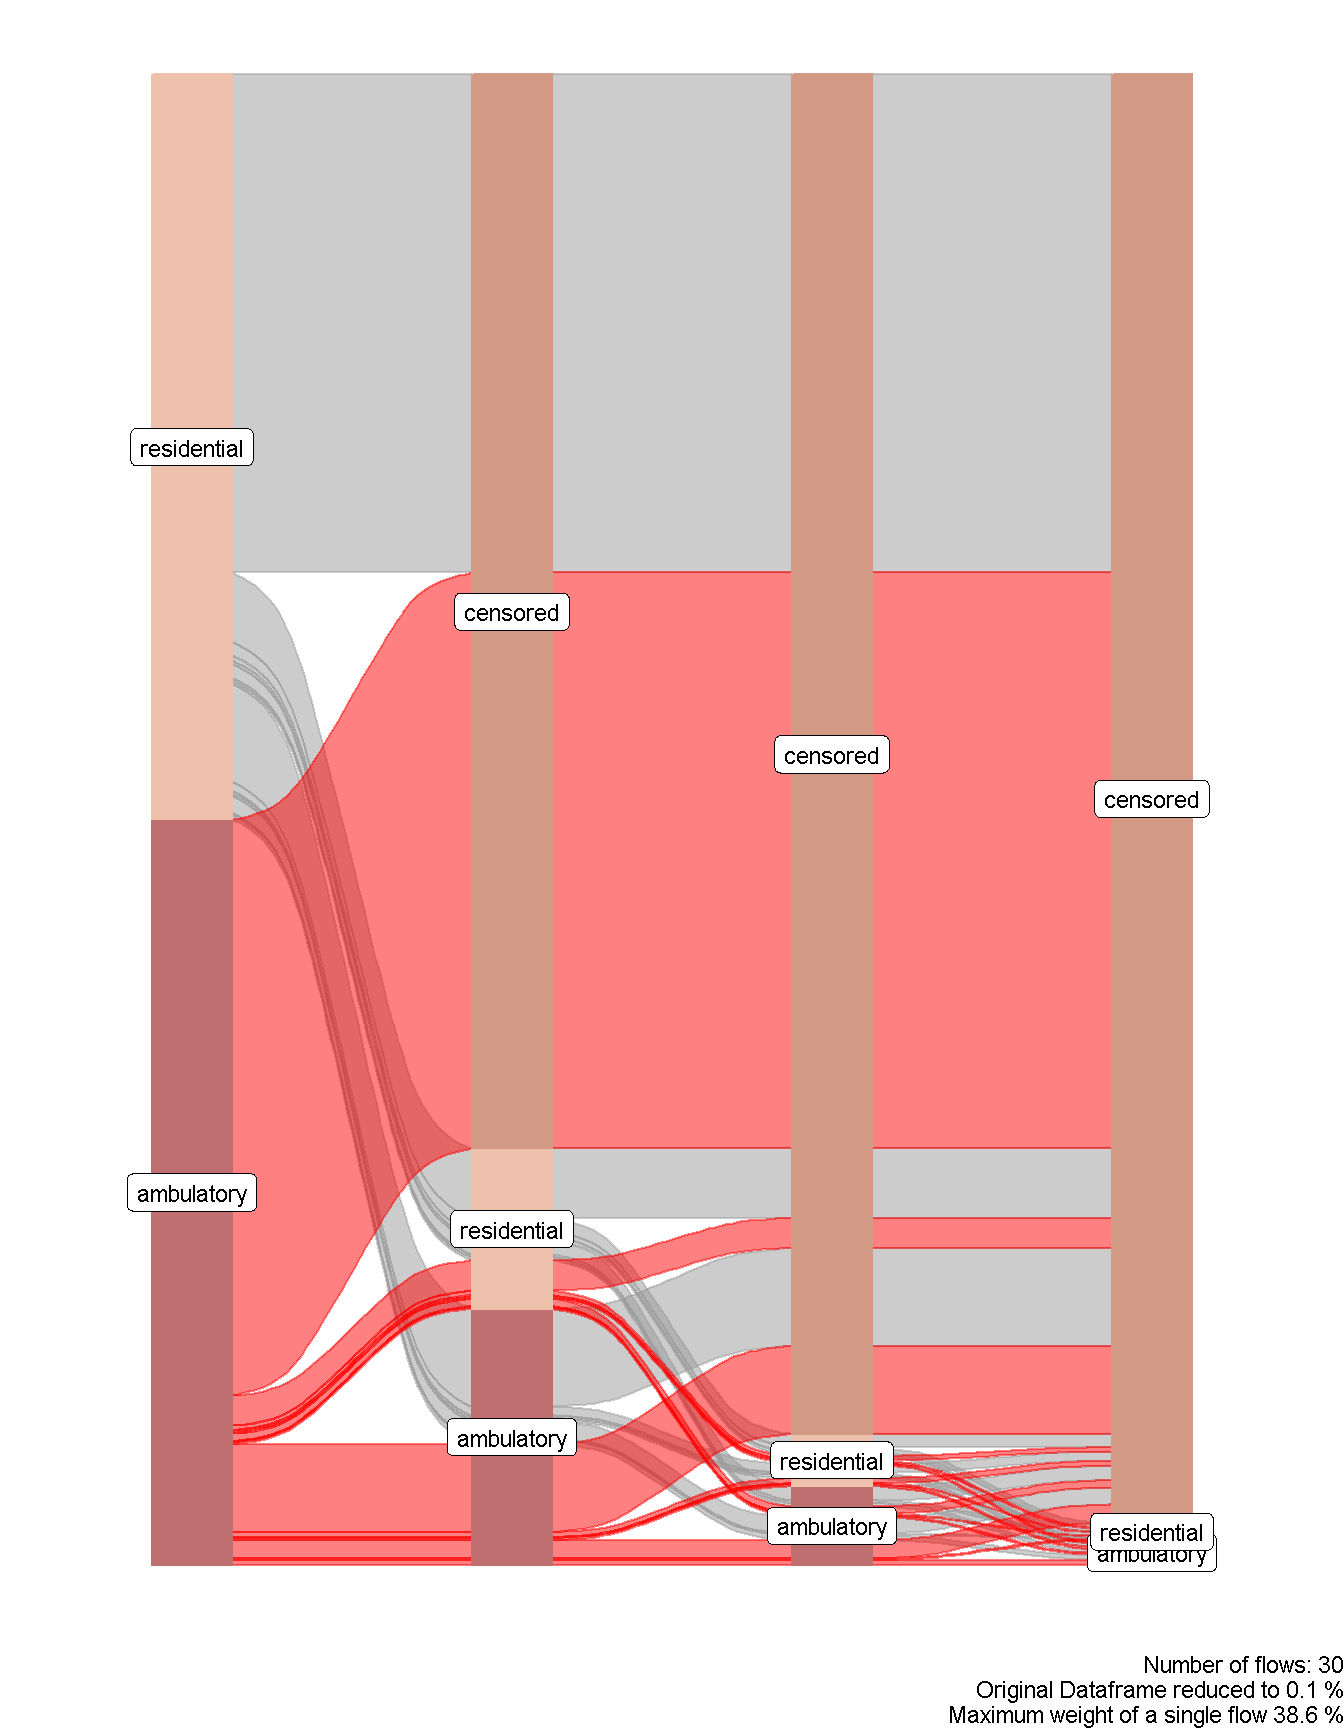 residential
censored
censored
censored
ambulatory
residential
ambulatory
residential
ambulatory
residential
ambulatory
Number of flows: 30
Original Dataframe reduced to 0.1 %
Maximum weight of a single flow 38.6 %